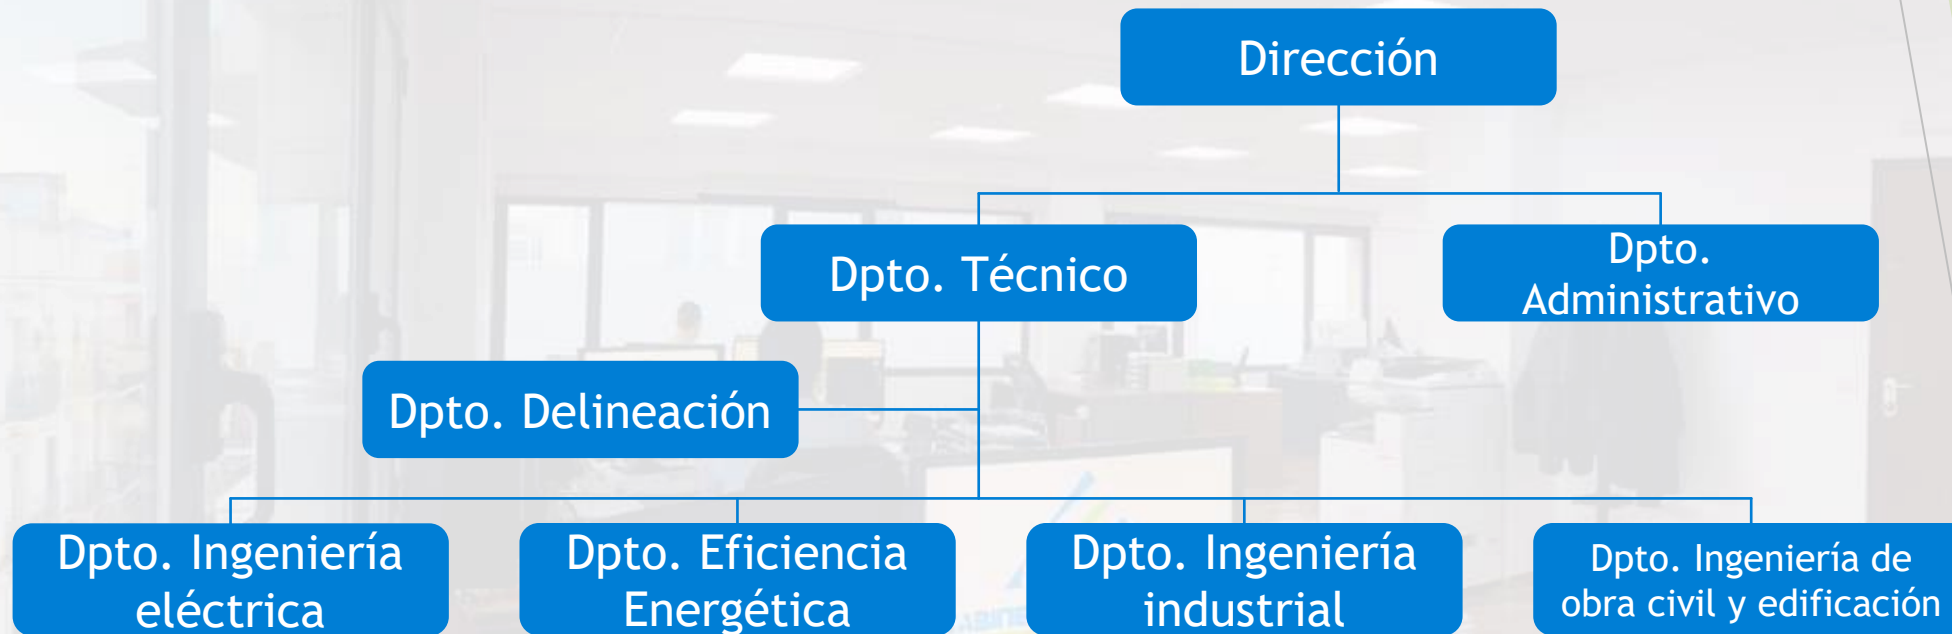 Dirección
Dpto. Técnico
Dpto.
Administrativo
Dpto. Delineación
Dpto. Ingeniería
eléctrica
Dpto. Eficiencia
Energética
Dpto. Ingeniería
industrial
Dpto. Ingeniería de
obra civil y edificación